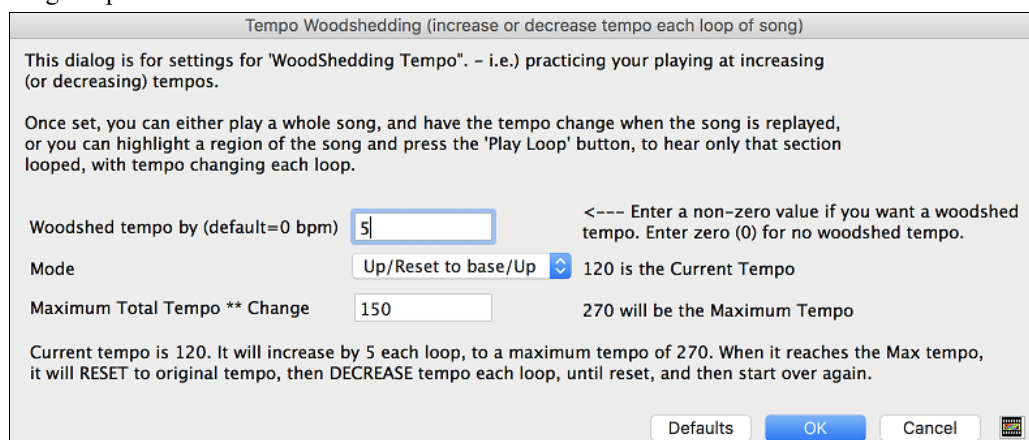 Tempo Woodshedding (increase or decrease tempo each loop of song)
This dialog is for settings for 'WoodShedding Tempo". – i.e.) practicing your playing at increasing
(or decreasing) tempos.
Once set, you can either play a whole song, and have the tempo change when the song is replayed,
or you can highlight a region of the song and press the 'Play Loop' button, to hear only that section
looped, with tempo changing each loop.
Woodshed tempo by (default=0 bpm) 5 <--- Enter a non-zero value if you want a woodshed
tempo. Enter zero (0) for no woodshed tempo.
Mode Up/Reset to base/Up 120 is the Current Tempo
Maximum Total Tempo ** Change 150 270 will be the Maximum Tempo
Current tempo is 120. It will increase by 5 each loop, to a maximum tempo of 270. When it reaches the Max tempo,
it will RESET to original tempo, then DECREASE tempo each loop, until reset, and then start over again.
Defaults OK Cancel